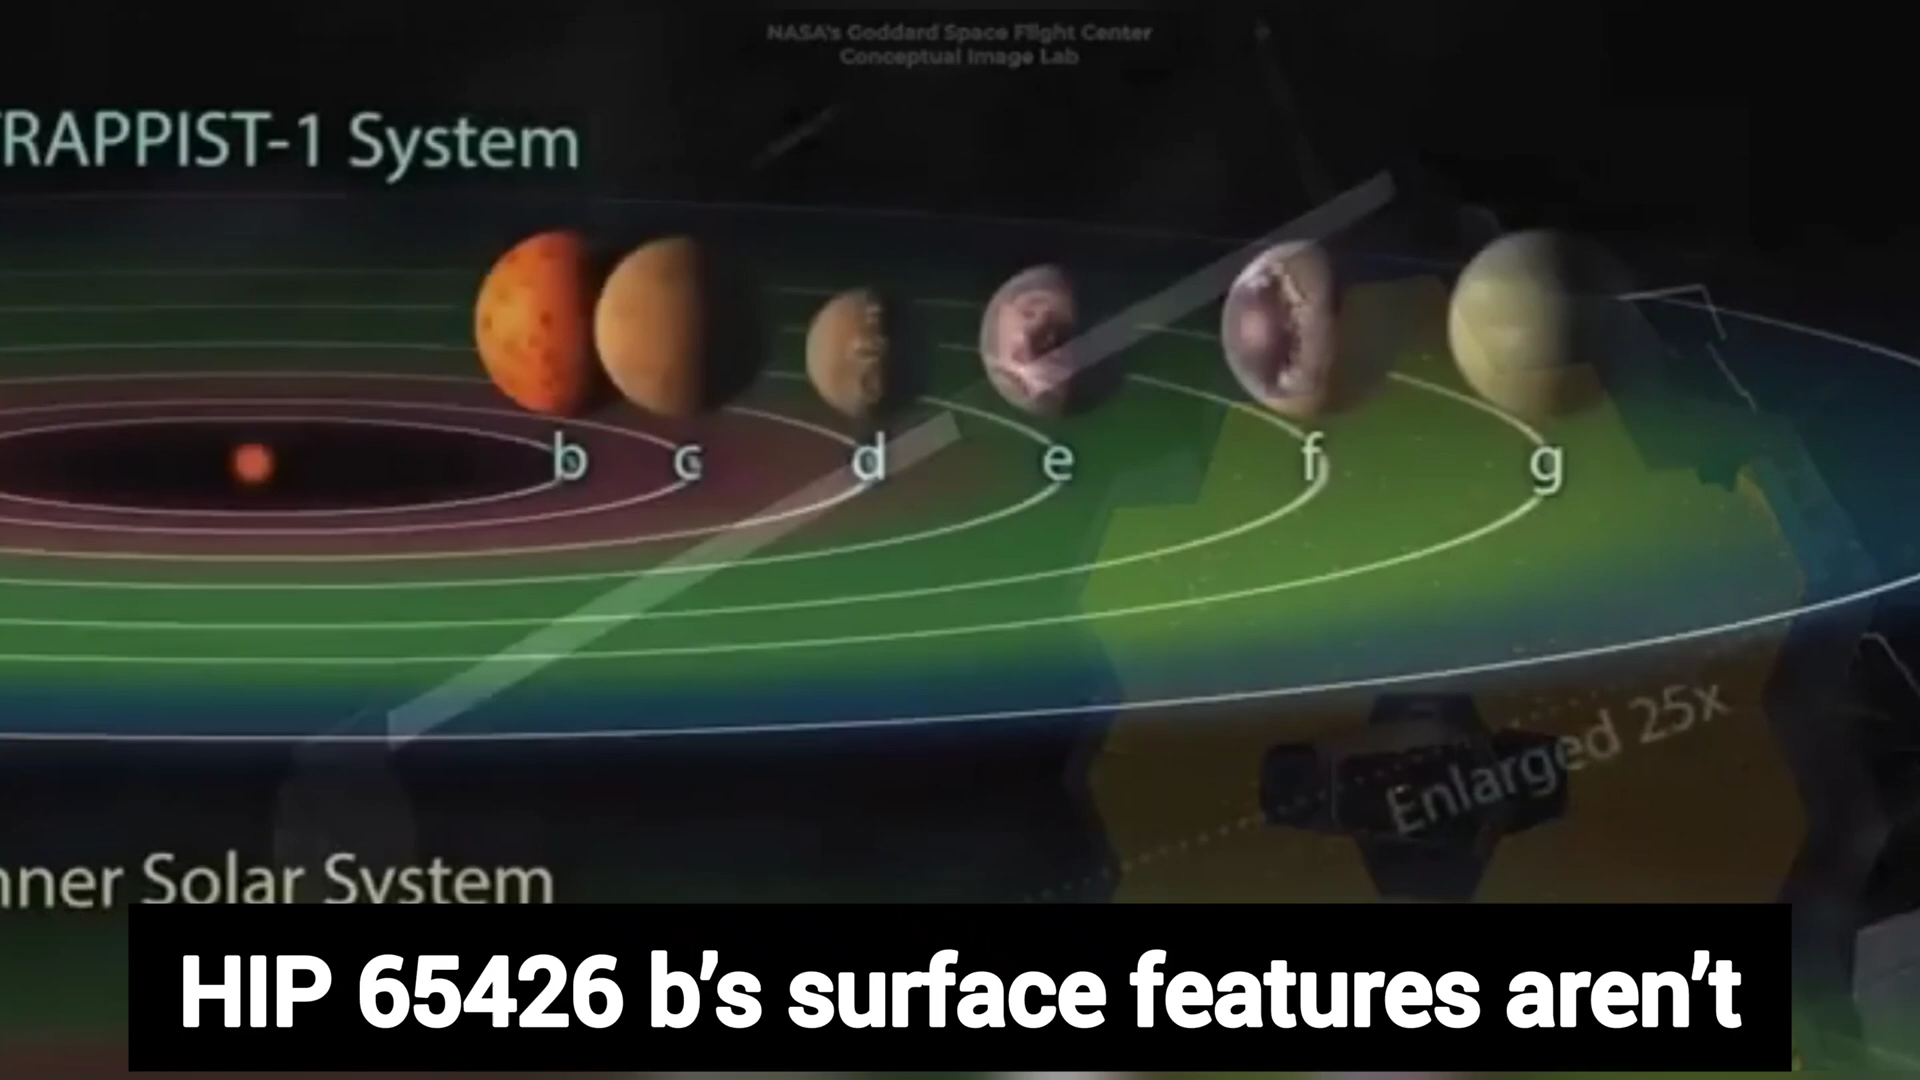 NASA's Goddard Space Flight Center
Conceptual Image Lab
TRAPPIST-1 System
b c d e f g
Enlarged 25x
nner Solar System
HIP 65426 b’s surface features aren’t